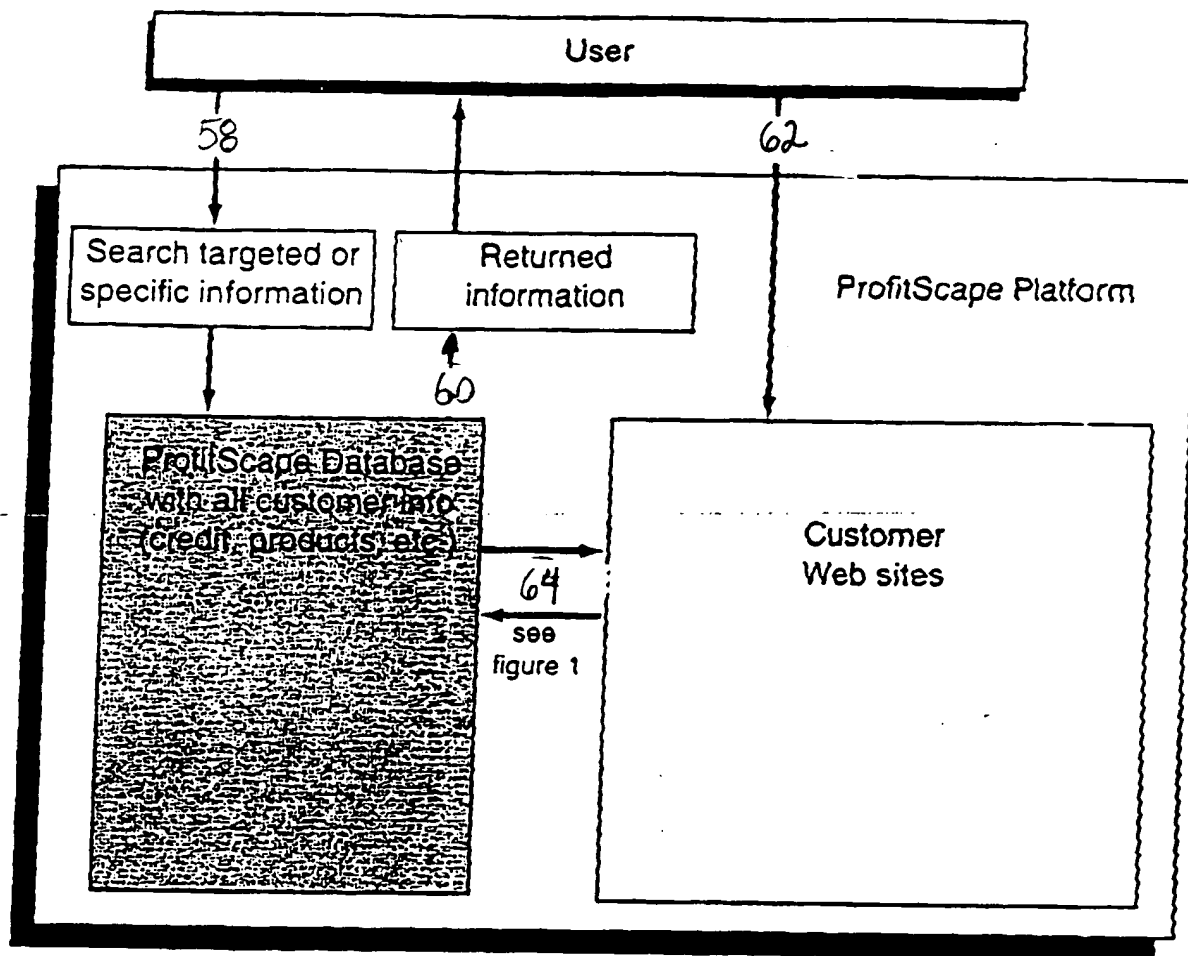 User
58
62
Search targeted or
specific information
Returned
information
ProfitScape Platform
60
ProfitScape Database
with all customer info
(credit, products, etc.)
Customer
Web sites
64
see
figure 1